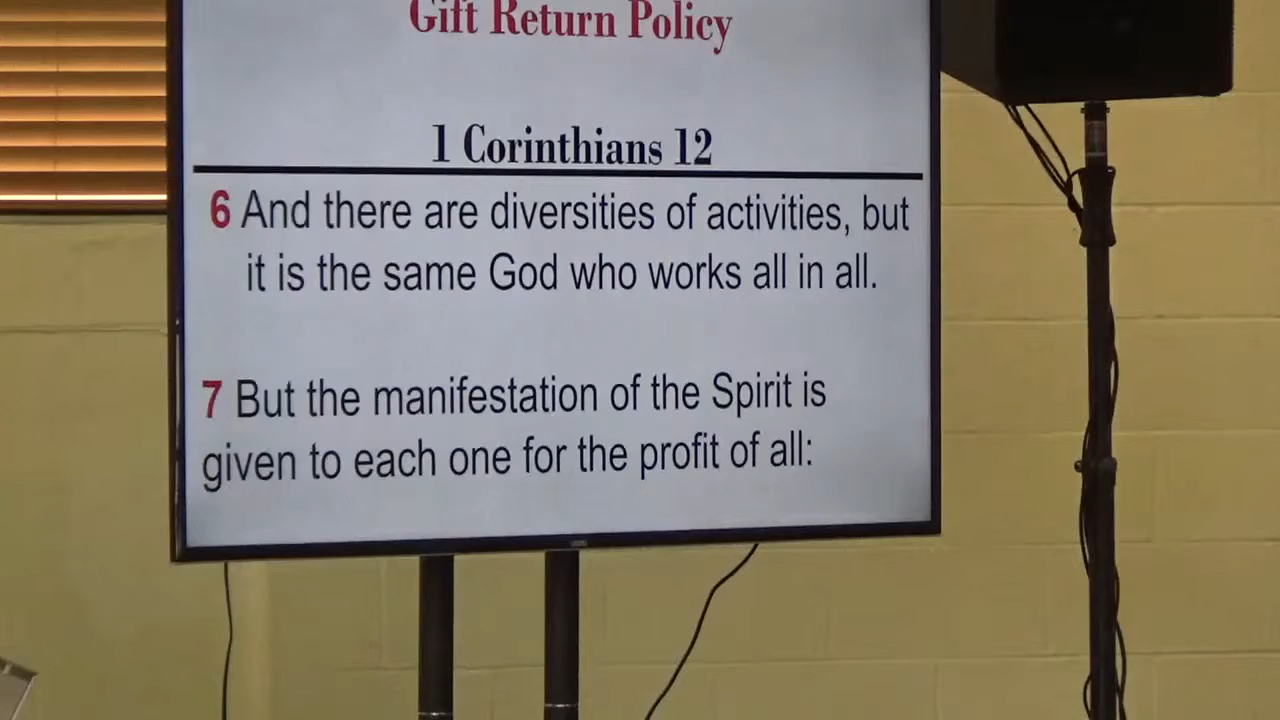 Gift Return Policy
1 Corinthians 12
6 And there are diversities of activities, but
it is the same God who works all in all.
7 But the manifestation of the Spirit is
given to each one for the profit of all: